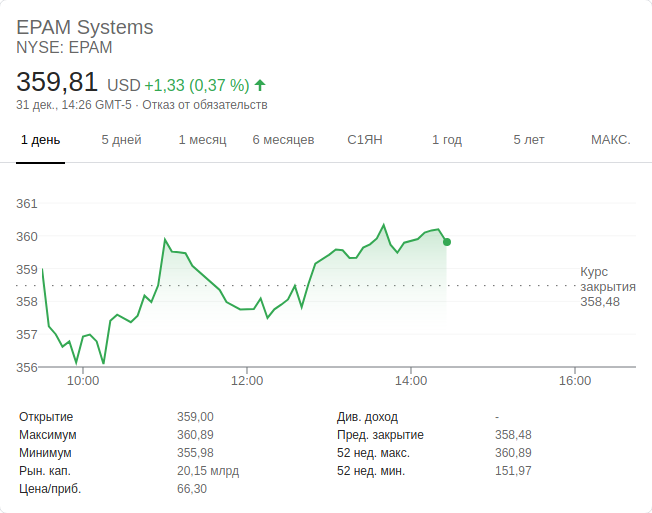 EPAM Systems
NYSE: EPAM
359,81 USD +1,33 (0,37 %)
31 дек., 14:26 GMT-5 · Отказ от обязательств
1 день 5 дней 1 месяц 6 месяцев С1ЯН 1 год 5 лет МАКС.
361
360
359
358
357
356
Курс
закрытия
358,48
10:00 12:00 14:00 16:00
Открытие 359,00
Максимум 360,89
Минимум 355,98
Рын. кап. 20,15 млрд
Цена/приб. 66,30
Див. доход -
Пред. закрытие 358,48
52 нед. макс. 360,89
52 нед. мин. 151,97